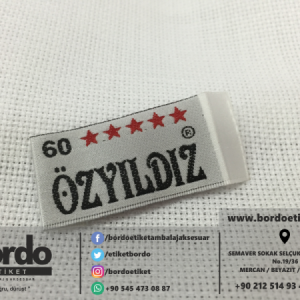 60
ÖZYILDIZ
®
bordo
ETİKET
/bordoetiketambalajaksesuar
/etiketbordo
/bordoetiket
+90 545 473 08 87
www.bordoetiket
SEMAVER SOKAK SELÇUK
No.19/34
MERCAN / BEYAZIT /
+90 212 514 93